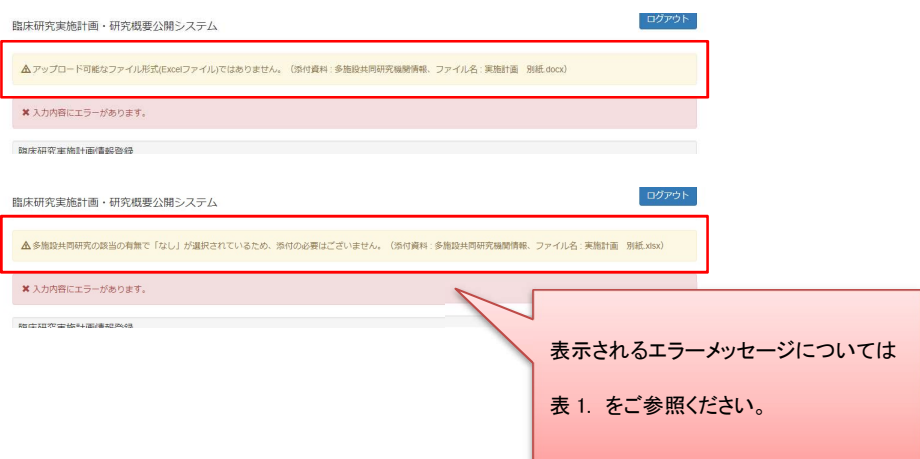 臨床研究実施計画・研究概要公開システム
ログアウト
アップロード可能なファイル形式(Excelファイル)ではありません。（添付資料 : 多施設共同研究機関情報、ファイル名 : 実施計画　別紙.docx）
入力内容にエラーがあります。
臨床研究実施計画情報登録
臨床研究実施計画・研究概要公開システム
ログアウト
多施設共同研究の該当の有無で「なし」が選択されているため、添付の必要はございません。（添付資料 : 多施設共同研究機関情報、ファイル名 : 実施計画　別紙.xlsx）
入力内容にエラーがあります。
臨床研究実施計画情報登録
表示されるエラーメッセージについては
表 1. をご参照ください。